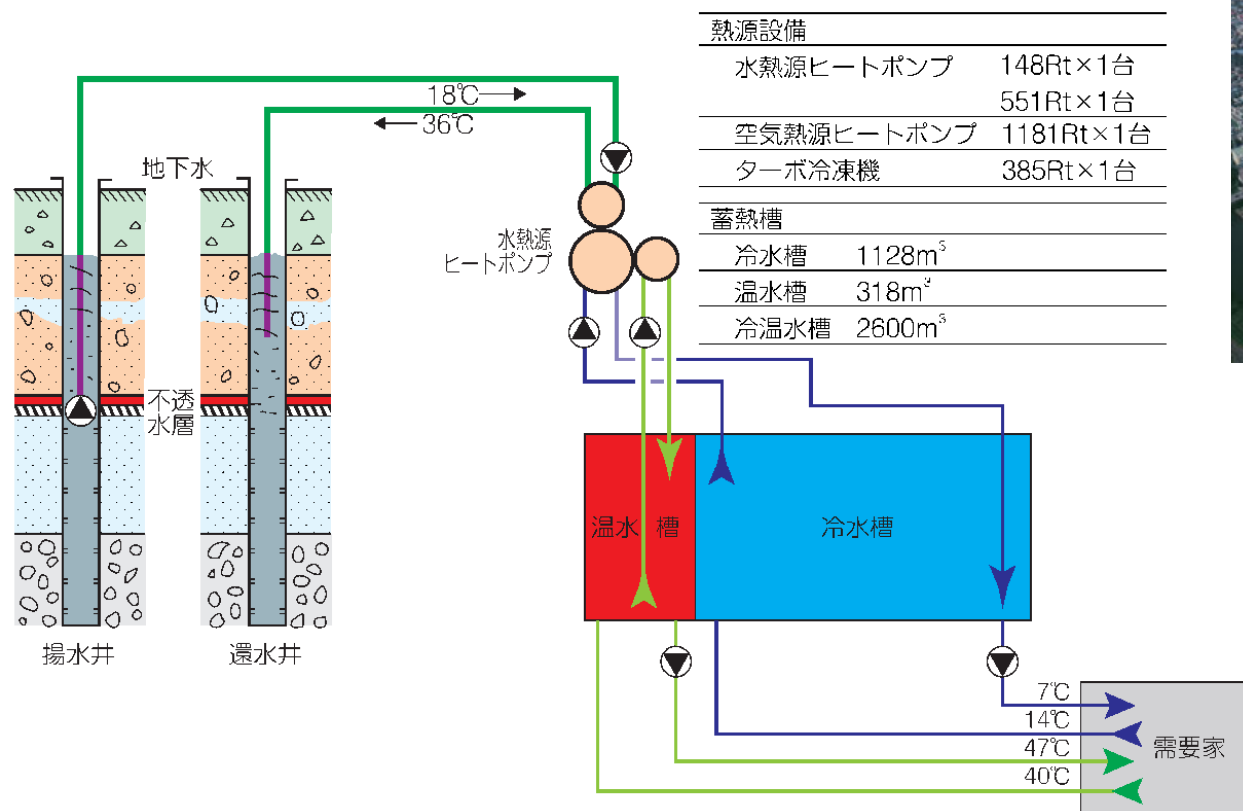 熱源設備
水熱源ヒートポンプ 148Rt×1台
551Rt×1台
空気熱源ヒートポンプ 1181Rt×1台
ターボ冷凍機 385Rt×1台
蓄熱槽
冷水槽 1128m³
温水槽 318m³
冷温水槽 2600m³
18℃
36℃
地下水
水熱源
ヒートポンプ
不透
水層
温水槽
冷水槽
揚水井
還水井
7℃
14℃
47℃
40℃
需要家